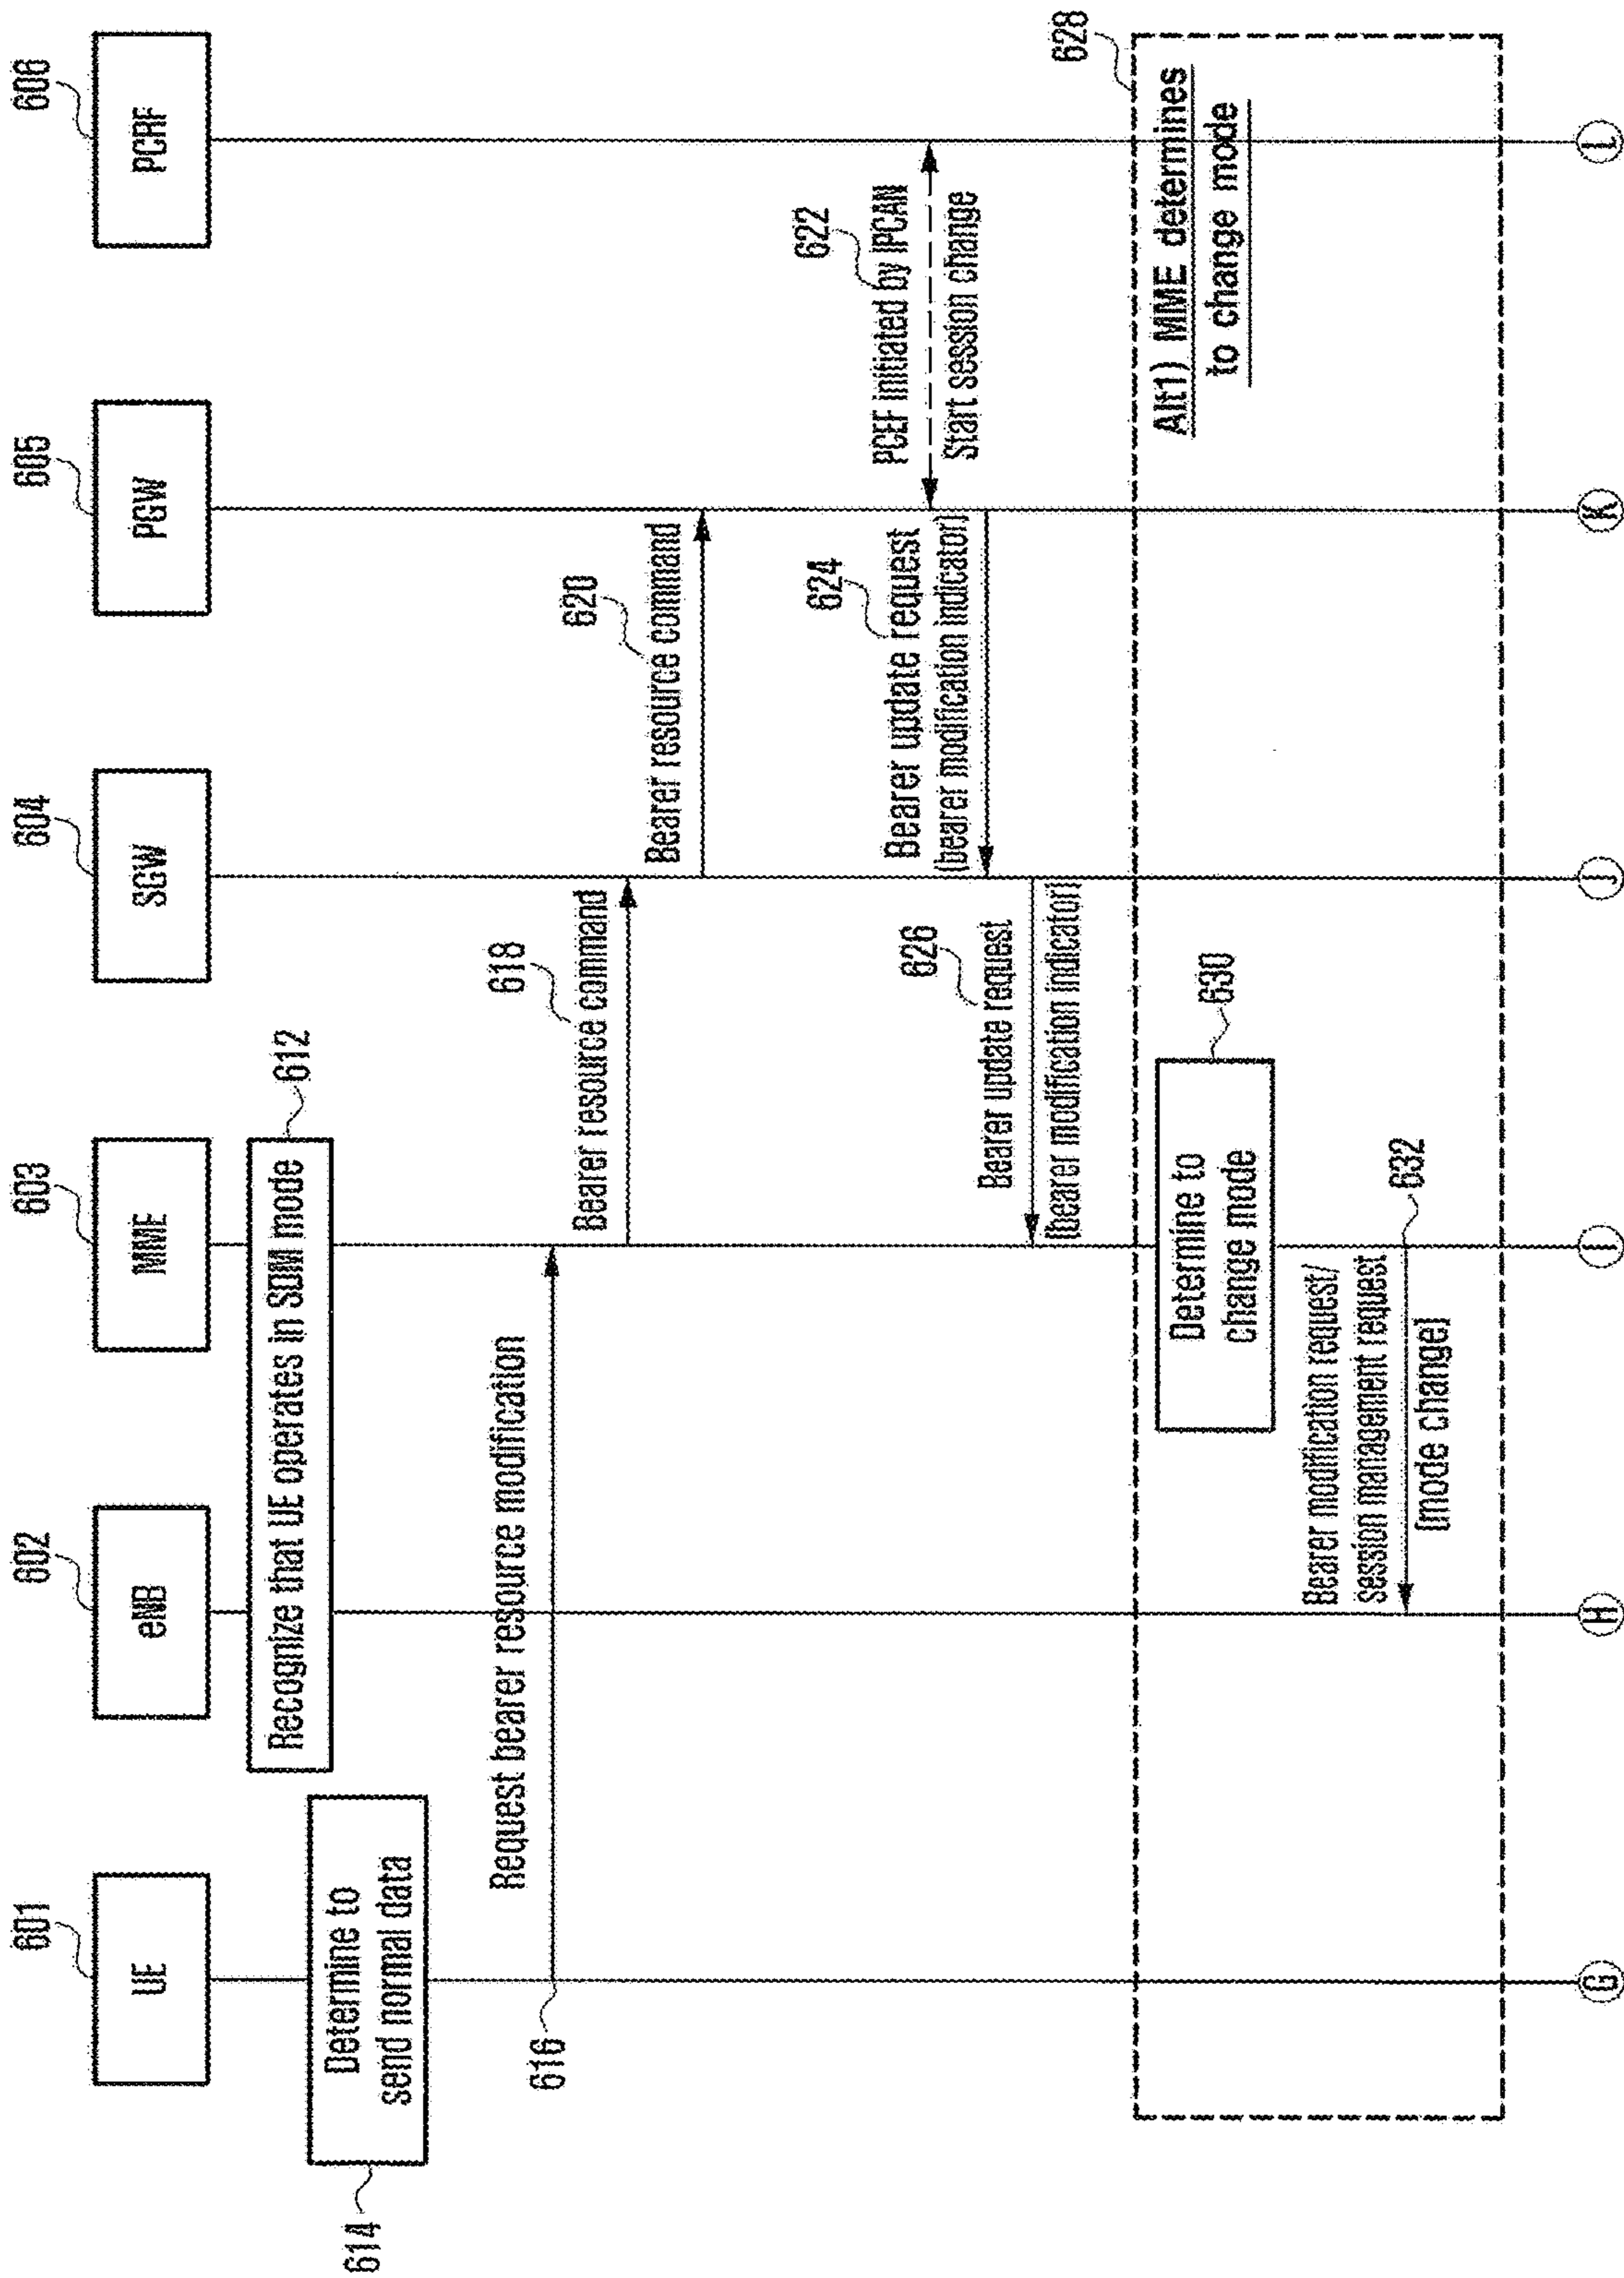 601
602
603
604
605
606
UE
eNB
MME
SGW
PGW
PCRF
612
Recognize that UE operates in SDM mode
614
Determine to
send normal data
616
Request bearer resource modification
618
Bearer resource command
620
Bearer resource command
622
PCEF initiated by IPCAN
Start session change
624
Bearer update request
(bearer modification indicator)
626
Bearer update request
(bearer modification indicator)
628
Alt1) MME determines
to change mode
630
Determine to
change mode
632
Bearer modification request/
Session management request
(mode change)
G
H
I
J
K
L